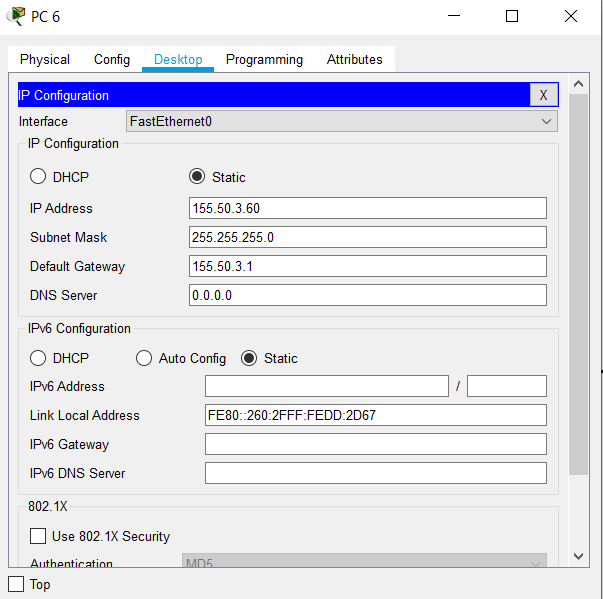 PC 6
Physical Config Desktop Programming Attributes
IP Configuration X
Interface FastEthernet0
IP Configuration
DHCP Static
IP Address 155.50.3.60
Subnet Mask 255.255.255.0
Default Gateway 155.50.3.1
DNS Server 0.0.0.0
IPv6 Configuration
DHCP Auto Config Static
IPv6 Address /
Link Local Address FE80::260:2FFF:FEDD:2D67
IPv6 Gateway
IPv6 DNS Server
802.1X
Use 802.1X Security
Authentication MD5
Top